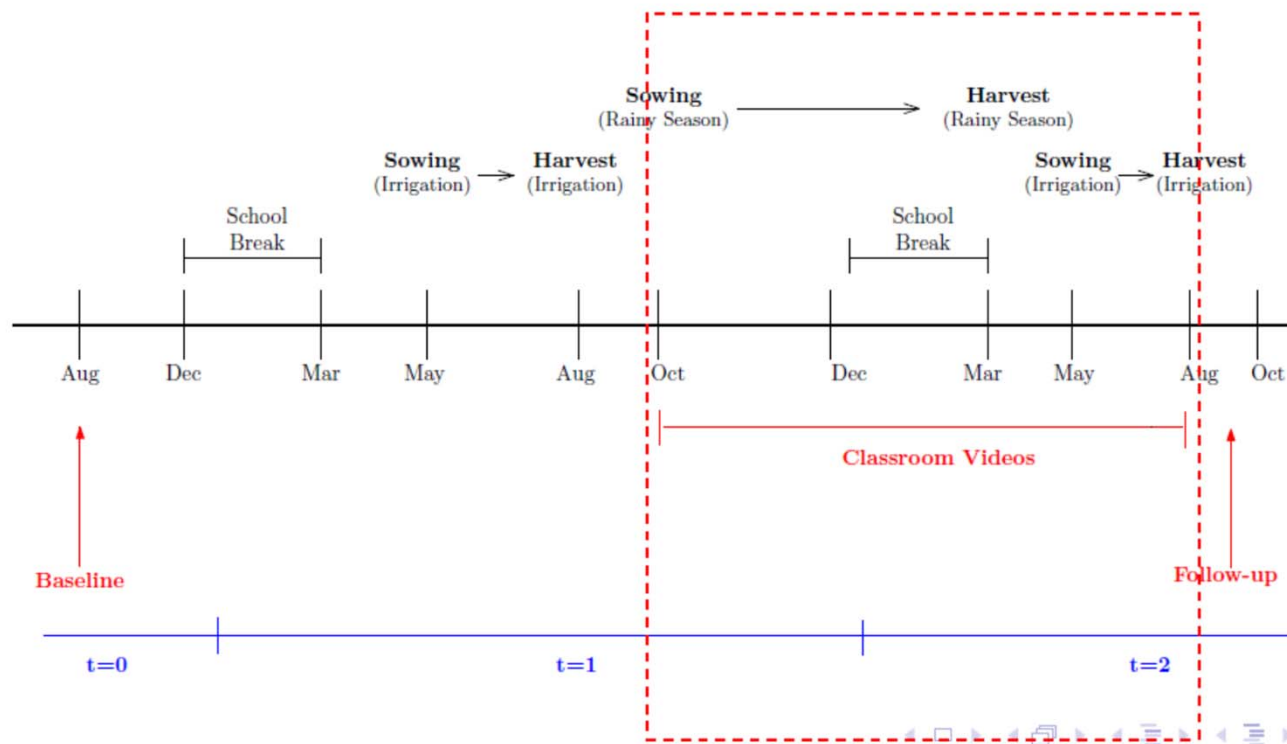 Sowing
(Rainy Season)
Harvest
(Rainy Season)
Sowing
(Irrigation)
Harvest
(Irrigation)
Sowing
(Irrigation)
Harvest
(Irrigation)
School
Break
School
Break
Aug Dec Mar May Aug Oct Dec Mar May Aug Oct
Classroom Videos
Baseline
Follow-up
t=0 t=1 t=2